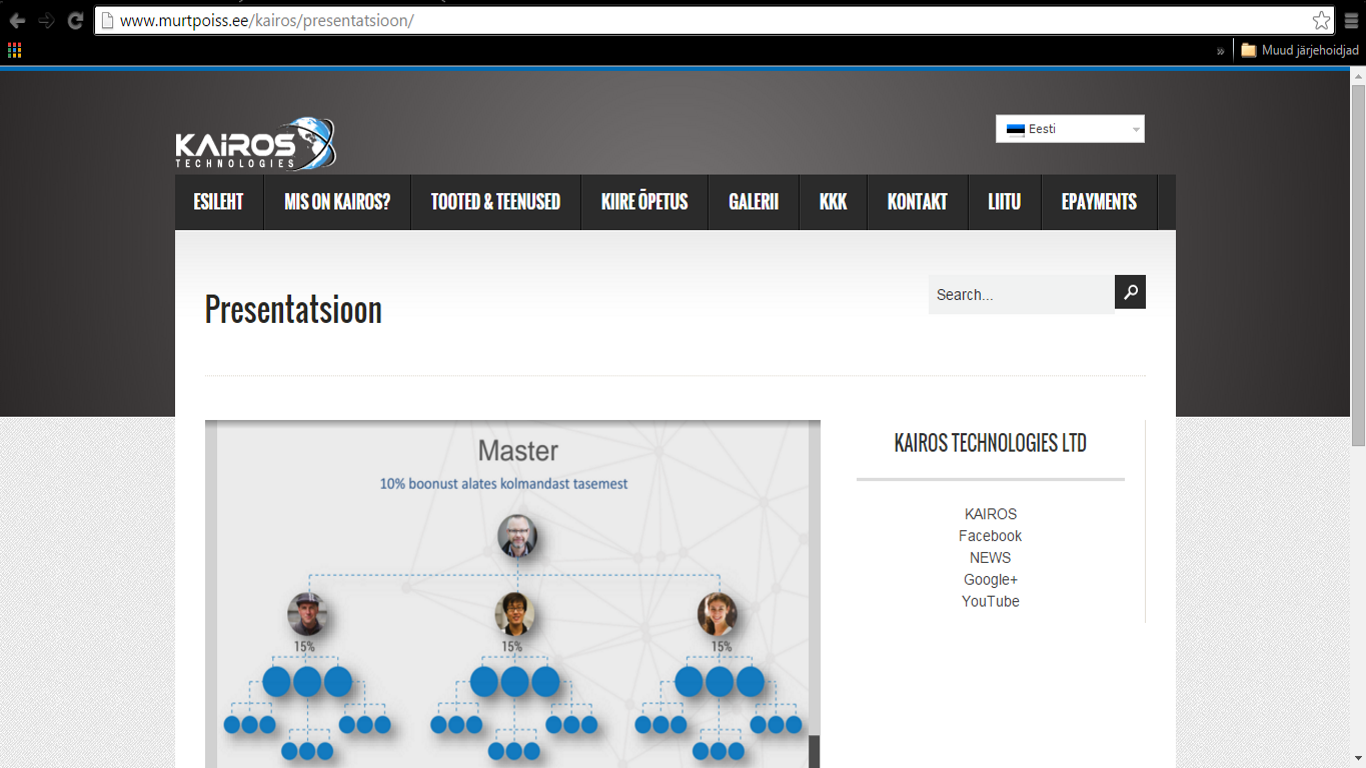 www.murtpoiss.ee/kairos/presentatsioon/
» Muud järjehoidjad
KAIROS
TECHNOLOGIES
Eesti
ESILEHT MIS ON KAIROS? TOOTED & TEENUSED KIIRE ÕPETUS GALERII KKK KONTAKT LIITU EPAYMENTS
Presentatsioon
Search...
Master
10% boonust alates kolmandast tasemest
15% 15% 15%
KAIROS TECHNOLOGIES LTD
KAIROS
Facebook
NEWS
Google+
YouTube